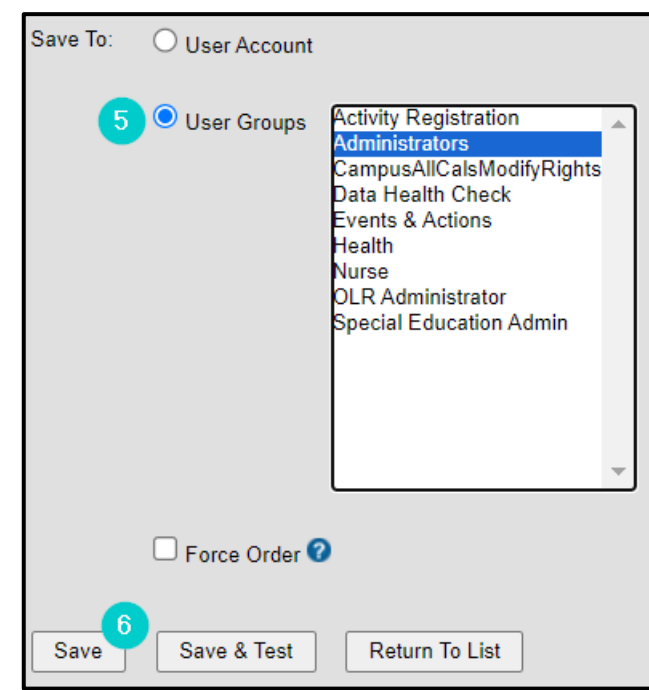 Save To: User Account
5 User Groups
Activity Registration
Administrators
CampusAllCalsModifyRights
Data Health Check
Events & Actions
Health
Nurse
OLR Administrator
Special Education Admin
Force Order ?
6
Save Save & Test Return To List